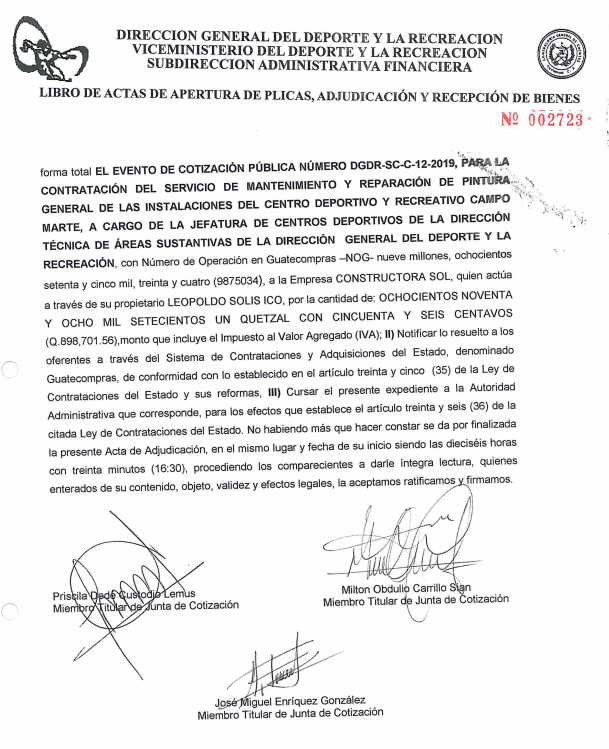 DIRECCION GENERAL DEL DEPORTE Y LA RECREACION
VICEMINISTERIO DEL DEPORTE Y LA RECREACION
SUBDIRECCION ADMINISTRATIVA FINANCIERA
LIBRO DE ACTAS DE APERTURA DE PLICAS, ADJUDICACIÓN Y RECEPCIÓN DE BIENES
Nº 002723
forma total EL EVENTO DE COTIZACIÓN PÚBLICA NÚMERO DGDR-SC-C-12-2019, PARA LA
CONTRATACIÓN DEL SERVICIO DE MANTENIMIENTO Y REPARACIÓN DE PINTURA
GENERAL DE LAS INSTALACIONES DEL CENTRO DEPORTIVO Y RECREATIVO CAMPO
MARTE, A CARGO DE LA JEFATURA DE CENTROS DEPORTIVOS DE LA DIRECCIÓN
TÉCNICA DE ÁREAS SUSTANTIVAS DE LA DIRECCIÓN GENERAL DEL DEPORTE Y LA
RECREACIÓN, con Número de Operación en Guatecompras –NOG- nueve millones, ochocientos
setenta y cinco mil, treinta y cuatro (9875034), a la Empresa CONSTRUCTORA SOL, quien actúa
a través de su propietario LEOPOLDO SOLIS ICO, por la cantidad de: OCHOCIENTOS NOVENTA
Y OCHO MIL SETECIENTOS UN QUETZAL CON CINCUENTA Y SEIS CENTAVOS
(Q.898,701.56),monto que incluye el Impuesto al Valor Agregado (IVA); II) Notificar lo resuelto a los
oferentes a través del Sistema de Contrataciones y Adquisiciones del Estado, denominado
Guatecompras, de conformidad con lo establecido en el artículo treinta y cinco (35) de la Ley de
Contrataciones del Estado y sus reformas, III) Cursar el presente expediente a la Autoridad
Administrativa que corresponde, para los efectos que establece el artículo treinta y seis (36) de la
citada Ley de Contrataciones del Estado. No habiendo más que hacer constar se da por finalizada
la presente Acta de Adjudicación, en el mismo lugar y fecha de su inicio siendo las dieciséis horas
con treinta minutos (16:30), procediendo los comparecientes a darle íntegra lectura, quienes
enterados de su contenido, objeto, validez y efectos legales, la aceptamos ratificamos y firmamos.
Priscila Dedé Custodio Lemus
Miembro Titular de Junta de Cotización
Milton Obdulio Carrillo Sian
Miembro Titular de Junta de Cotización
José Miguel Enríquez González
Miembro Titular de Junta de Cotización